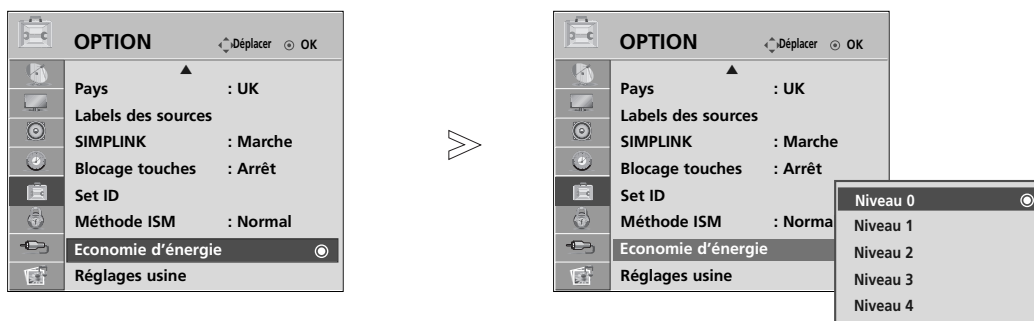 OPTION
Déplacer OK
Pays : UK
Labels des sources
SIMPLINK : Marche
Blocage touches : Arrêt
Set ID
Méthode ISM : Normal
Economie d'énergie
Réglages usine
OPTION
Déplacer OK
Pays : UK
Labels des sources
SIMPLINK : Marche
Blocage touches : Arrêt
Set ID
Méthode ISM : Norma
Economie d'énergie
Réglages usine
Niveau 0
Niveau 1
Niveau 2
Niveau 3
Niveau 4